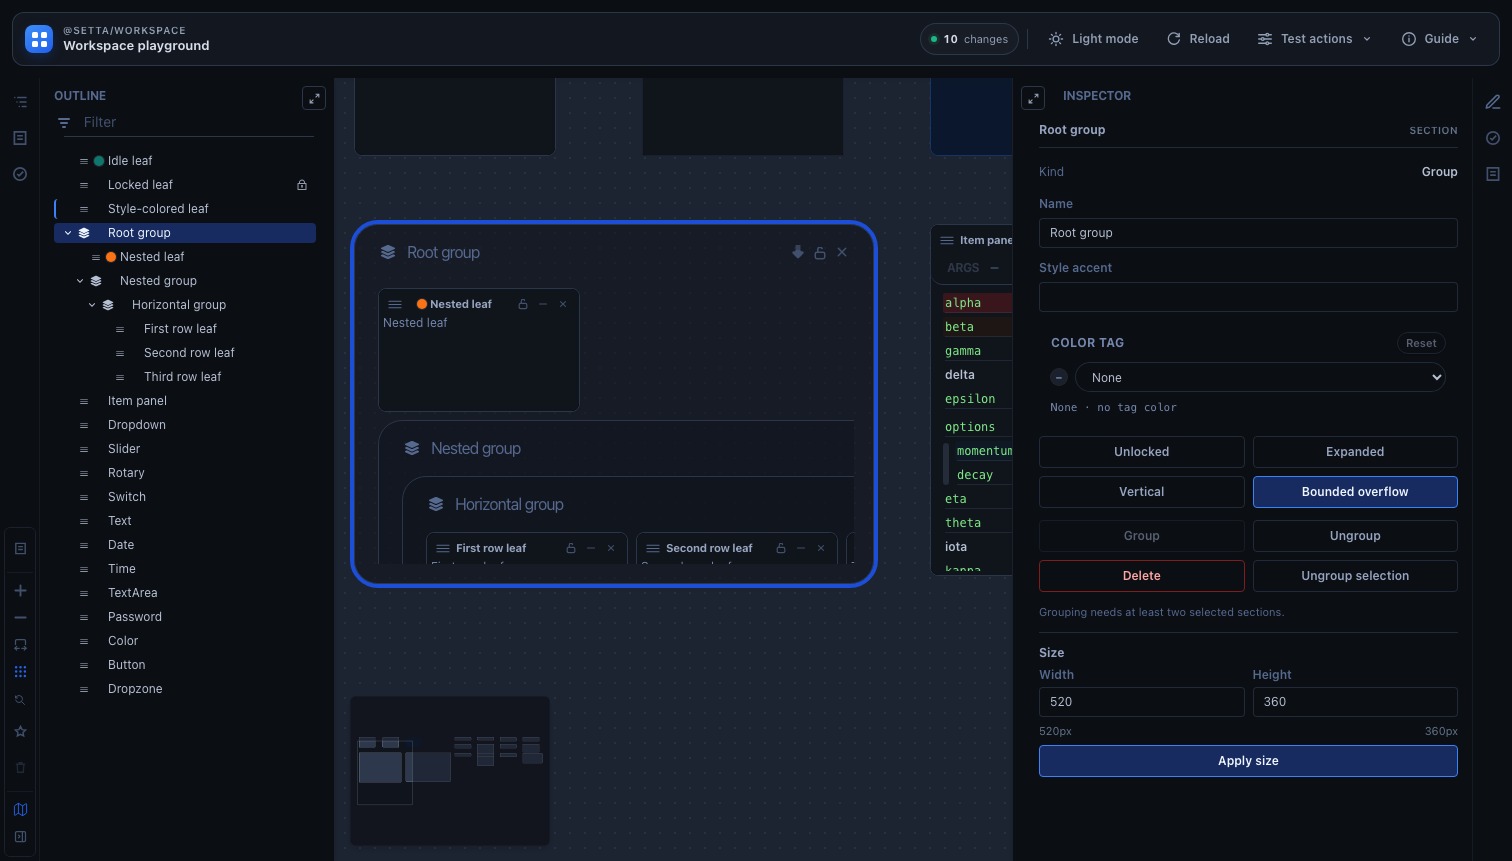 @SETTA/WORKSPACE
Workspace playground
10 changes
Light mode
Reload
Test actions
Guide
OUTLINE
Filter
Idle leaf
Locked leaf
Style-colored leaf
Root group
Nested leaf
Nested group
Horizontal group
First row leaf
Second row leaf
Third row leaf
Item panel
Dropdown
Slider
Rotary
Switch
Text
Date
Time
TextArea
Password
Color
Button
Dropzone
Root group
Nested leaf
Nested leaf
Nested group
Horizontal group
First row leaf
Second row leaf
Item pane
ARGS
alpha
beta
gamma
delta
epsilon
options
momentum
decay
eta
theta
iota
kappa
INSPECTOR
Root group SECTION
Kind Group
Name
Root group
Style accent
COLOR TAG Reset
None
None · no tag color
Unlocked Expanded
Vertical Bounded overflow
Group Ungroup
Delete Ungroup selection
Grouping needs at least two selected sections.
Size
Width Height
520 360
520px 360px
Apply size